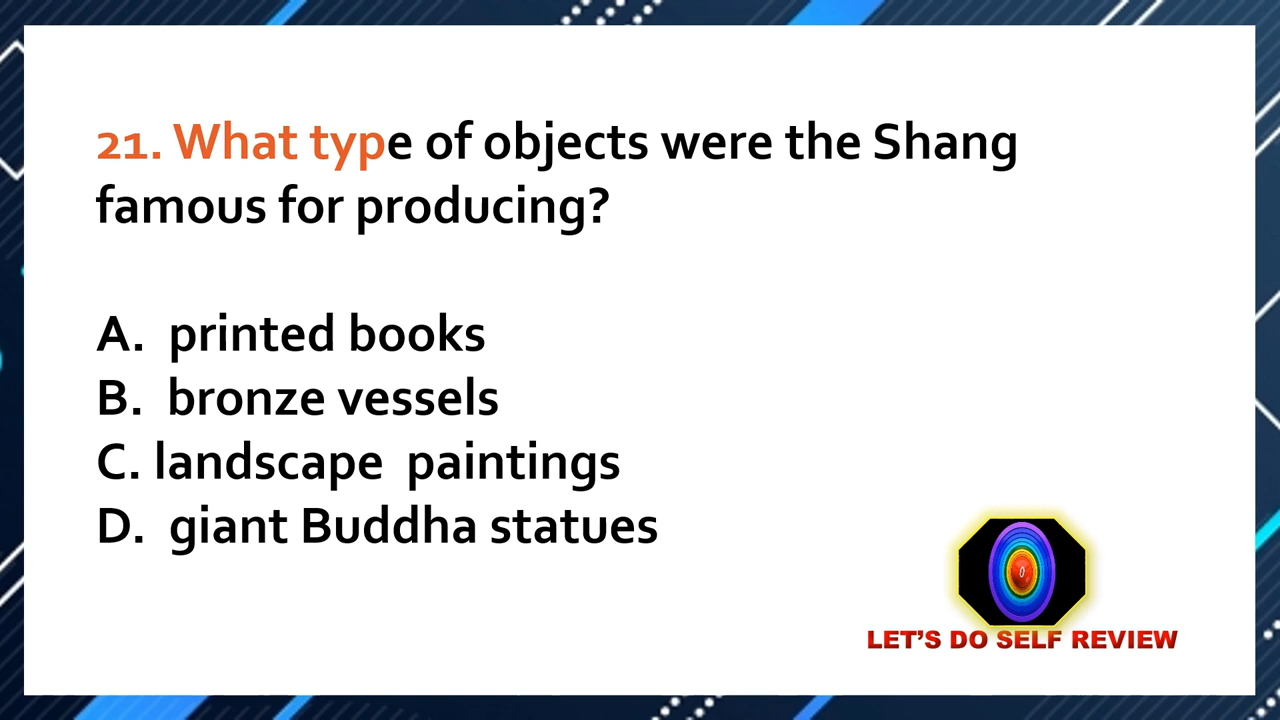 21. What type of objects were the Shang
famous for producing?
A. printed books
B. bronze vessels
C. landscape paintings
D. giant Buddha statues
0
LET'S DO SELF REVIEW